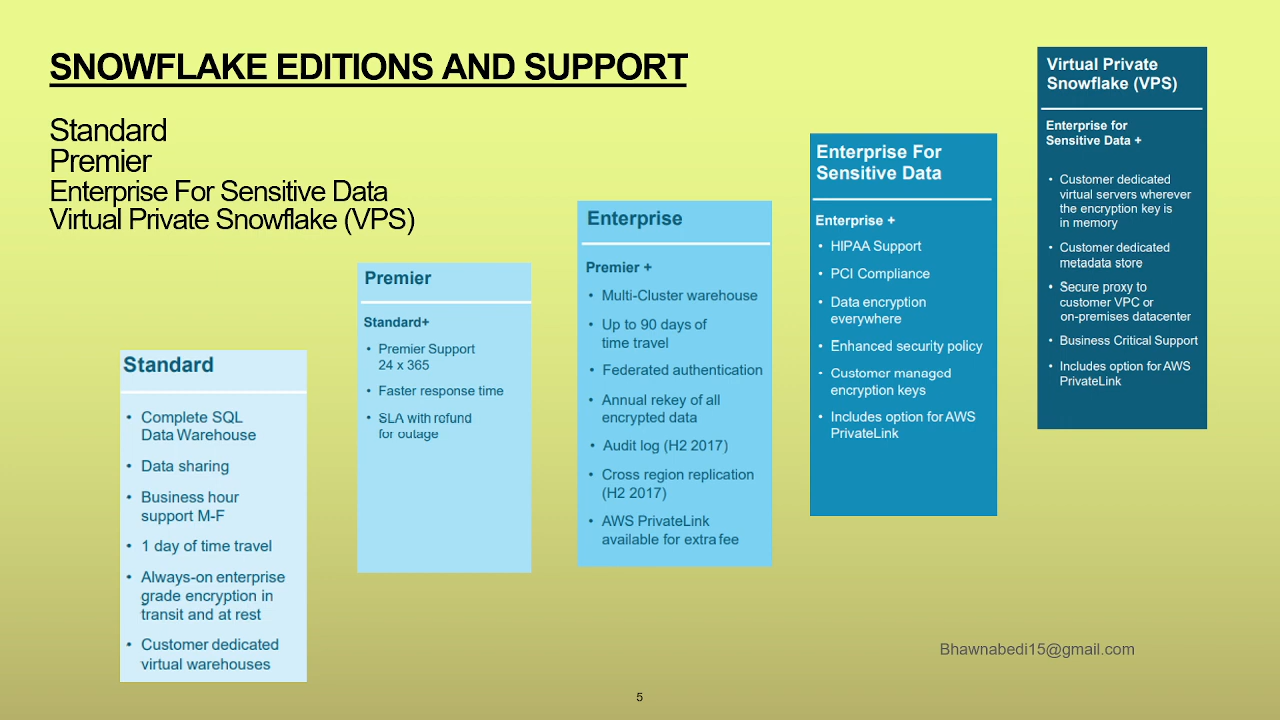 SNOWFLAKE EDITIONS AND SUPPORT
Standard
Premier
Enterprise For Sensitive Data
Virtual Private Snowflake (VPS)
Standard
• Complete SQL
Data Warehouse
• Data sharing
• Business hour
support M-F
• 1 day of time travel
• Always-on enterprise
grade encryption in
transit and at rest
• Customer dedicated
virtual warehouses
Premier
Standard+
• Premier Support
24 x 365
• Faster response time
• SLA with refund
for outage
Enterprise
Premier +
• Multi-Cluster warehouse
• Up to 90 days of
time travel
• Federated authentication
• Annual rekey of all
encrypted data
• Audit log (H2 2017)
• Cross region replication
(H2 2017)
• AWS PrivateLink
available for extra fee
Enterprise For
Sensitive Data
Enterprise +
• HIPAA Support
• PCI Compliance
• Data encryption
everywhere
• Enhanced security policy
• Customer managed
encryption keys
• Includes option for AWS
PrivateLink
Virtual Private
Snowflake (VPS)
Enterprise for
Sensitive Data +
• Customer dedicated
virtual servers wherever
the encryption key is
in memory
• Customer dedicated
metadata store
• Secure proxy to
customer VPC or
on-premises datacenter
• Business Critical Support
• Includes option for AWS
PrivateLink
Bhawnabedi15@gmail.com
5